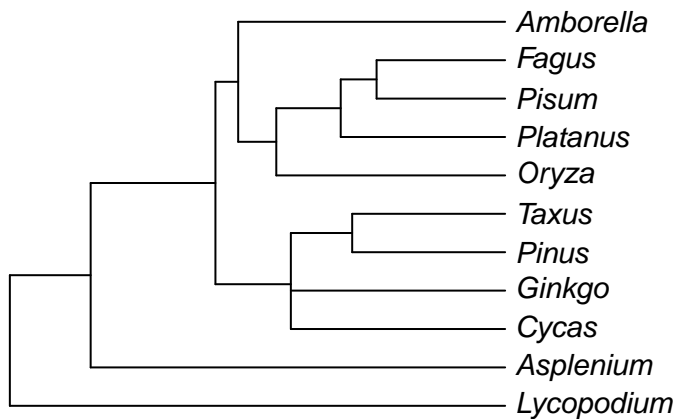 Amborella
Fagus
Pisum
Platanus
Oryza
Taxus
Pinus
Ginkgo
Cycas
Asplenium
Lycopodium